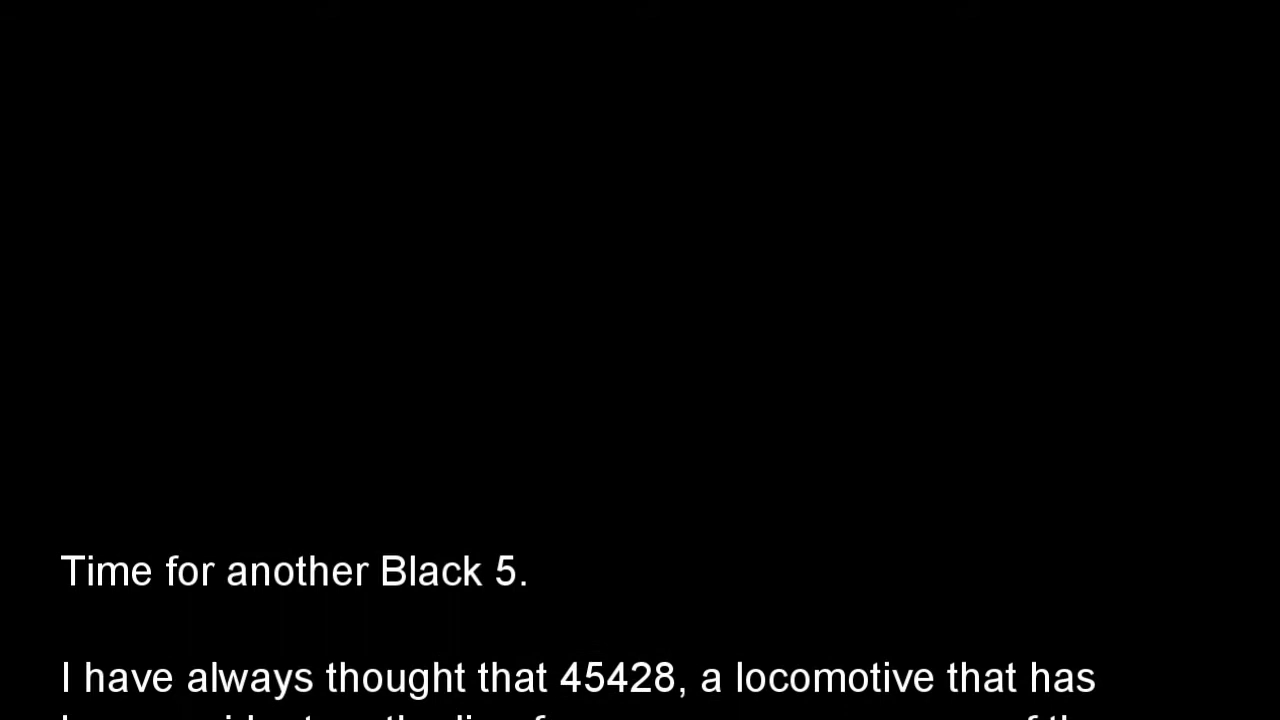 Time for another Black 5.
I have always thought that 45428, a locomotive that has